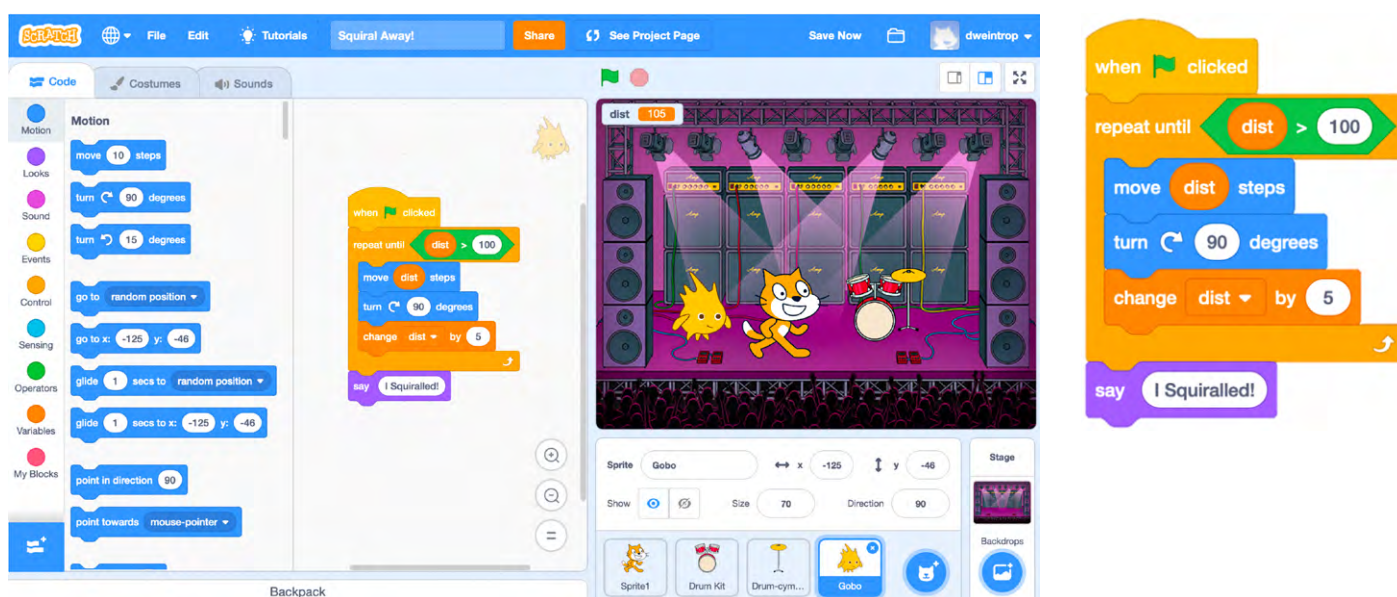 SCRATCH File Edit Tutorials Squiral Away! Share See Project Page Save Now dweintrop
Code Costumes Sounds
Motion
Looks
Sound
Events
Control
Sensing
Operators
Variables
My Blocks
Motion
move 10 steps
turn 90 degrees
turn 15 degrees
go to random position
go to x: -125 y: -46
glide 1 secs to random position
glide 1 secs to x: -125 y: -46
point in direction 90
point towards mouse-pointer
when clicked
repeat until dist > 100
move dist steps
turn 90 degrees
change dist by 5
say I Squiralled!
Backpack
dist 105
Sprite Gobo x -125 y -46
Show Size 70 Direction 90
Sprite1 Drum Kit Drum-cym... Gobo
Stage
Backdrops
when clicked
repeat until dist > 100
move dist steps
turn 90 degrees
change dist by 5
say I Squiralled!